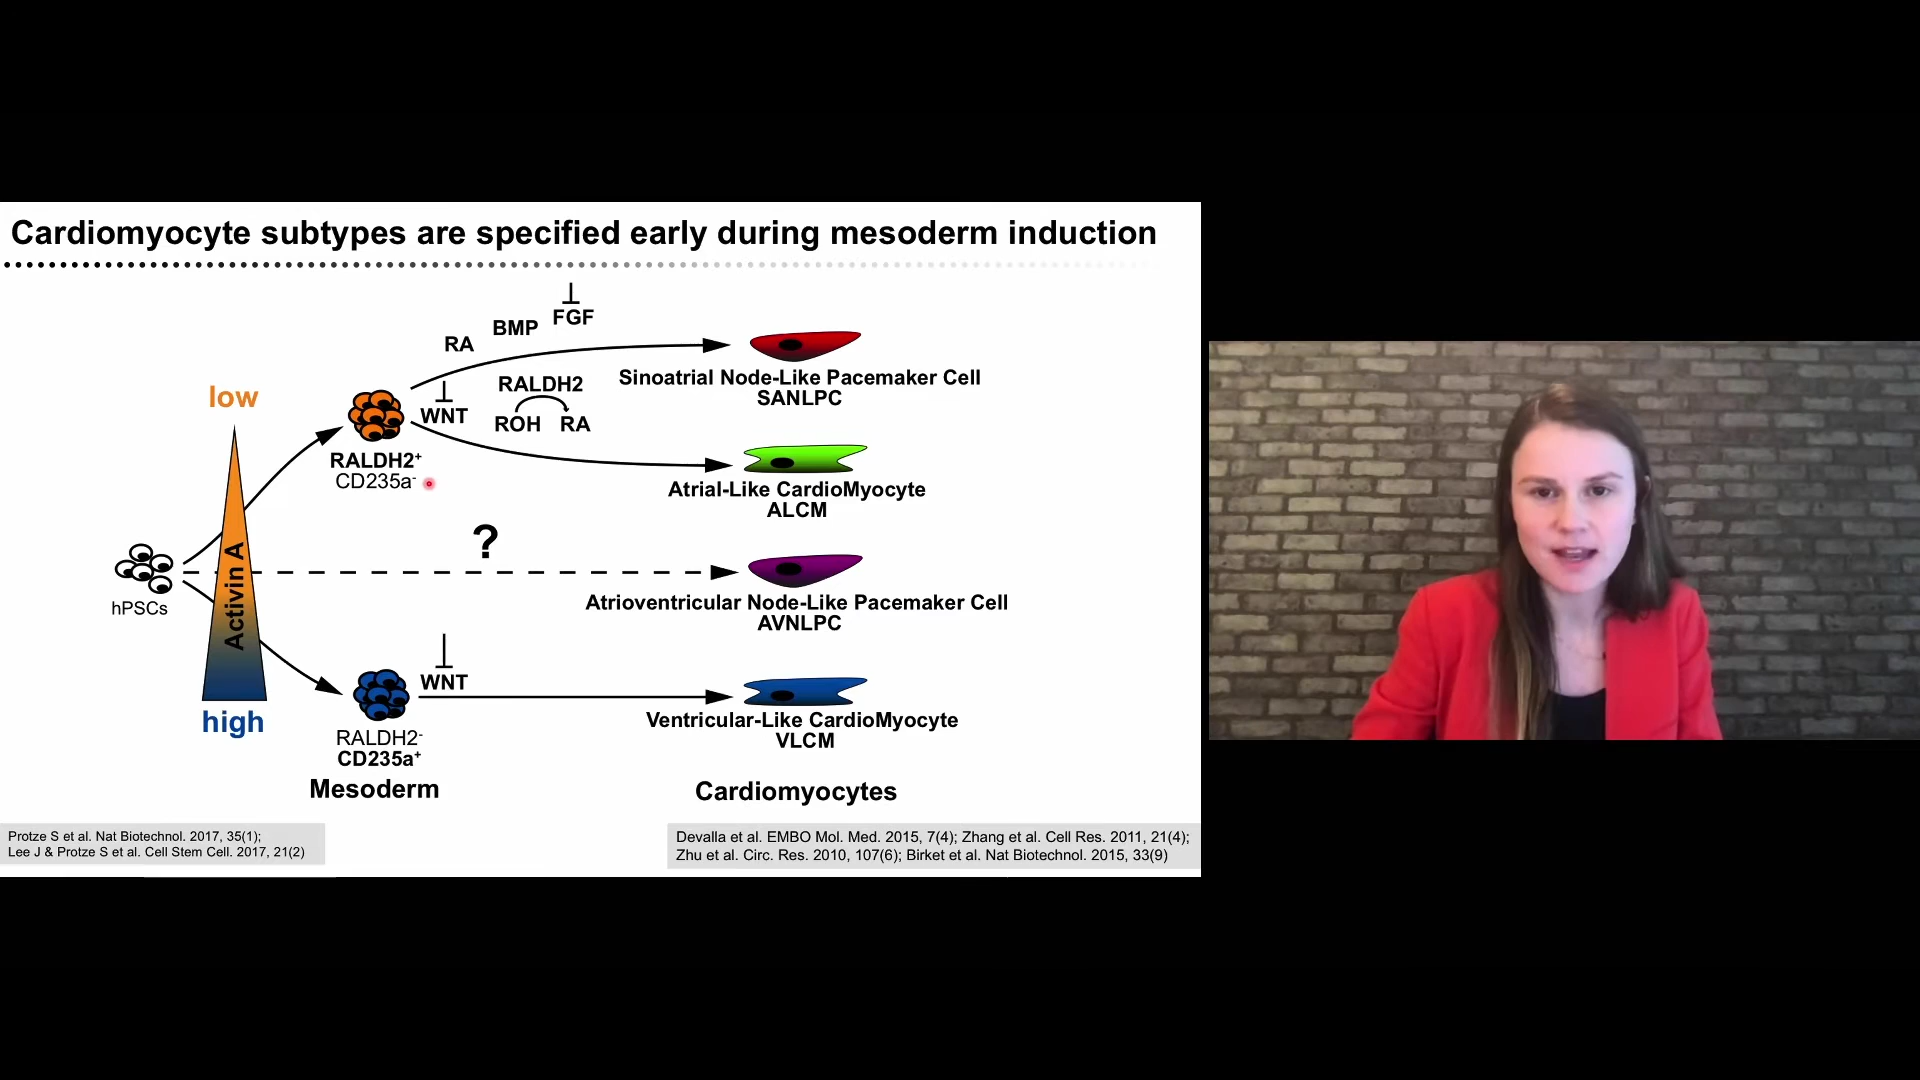 Cardiomyocyte subtypes are specified early during mesoderm induction
FGF
BMP
RA
RALDH2
WNT
ROH RA
Sinoatrial Node-Like Pacemaker Cell
SANLPC
low
RALDH2+
CD235a-
Atrial-Like CardioMyocyte
ALCM
?
Activin A
hPSCs
Atrioventricular Node-Like Pacemaker Cell
AVNLPC
WNT
high
RALDH2-
CD235a+
Ventricular-Like CardioMyocyte
VLCM
Mesoderm
Cardiomyocytes
Protze S et al. Nat Biotechnol. 2017, 35(1);
Lee J & Protze S et al. Cell Stem Cell. 2017, 21(2)
Devalla et al. EMBO Mol. Med. 2015, 7(4); Zhang et al. Cell Res. 2011, 21(4);
Zhu et al. Circ. Res. 2010, 107(6); Birket et al. Nat Biotechnol. 2015, 33(9)